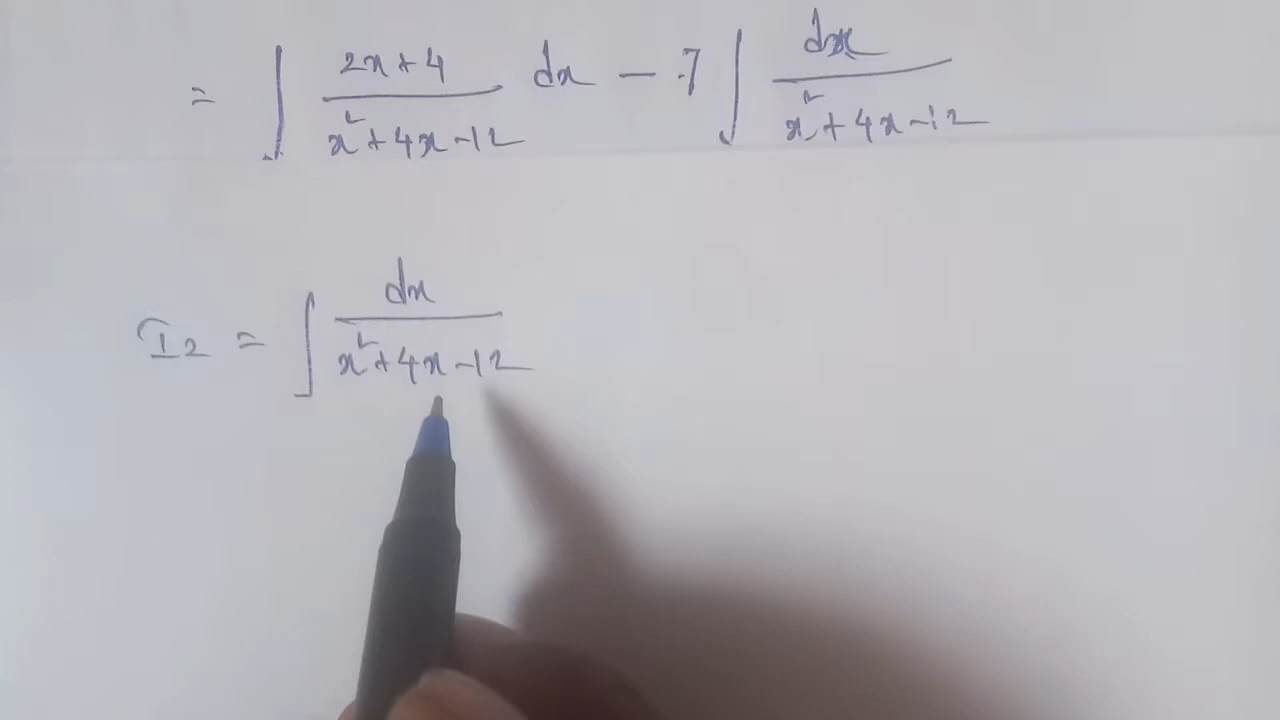 = ∫ (2x+4)/(x²+4x-12) dx - 7 ∫ dx/(x²+4x-12)
I2 = ∫ dx/(x²+4x-12)